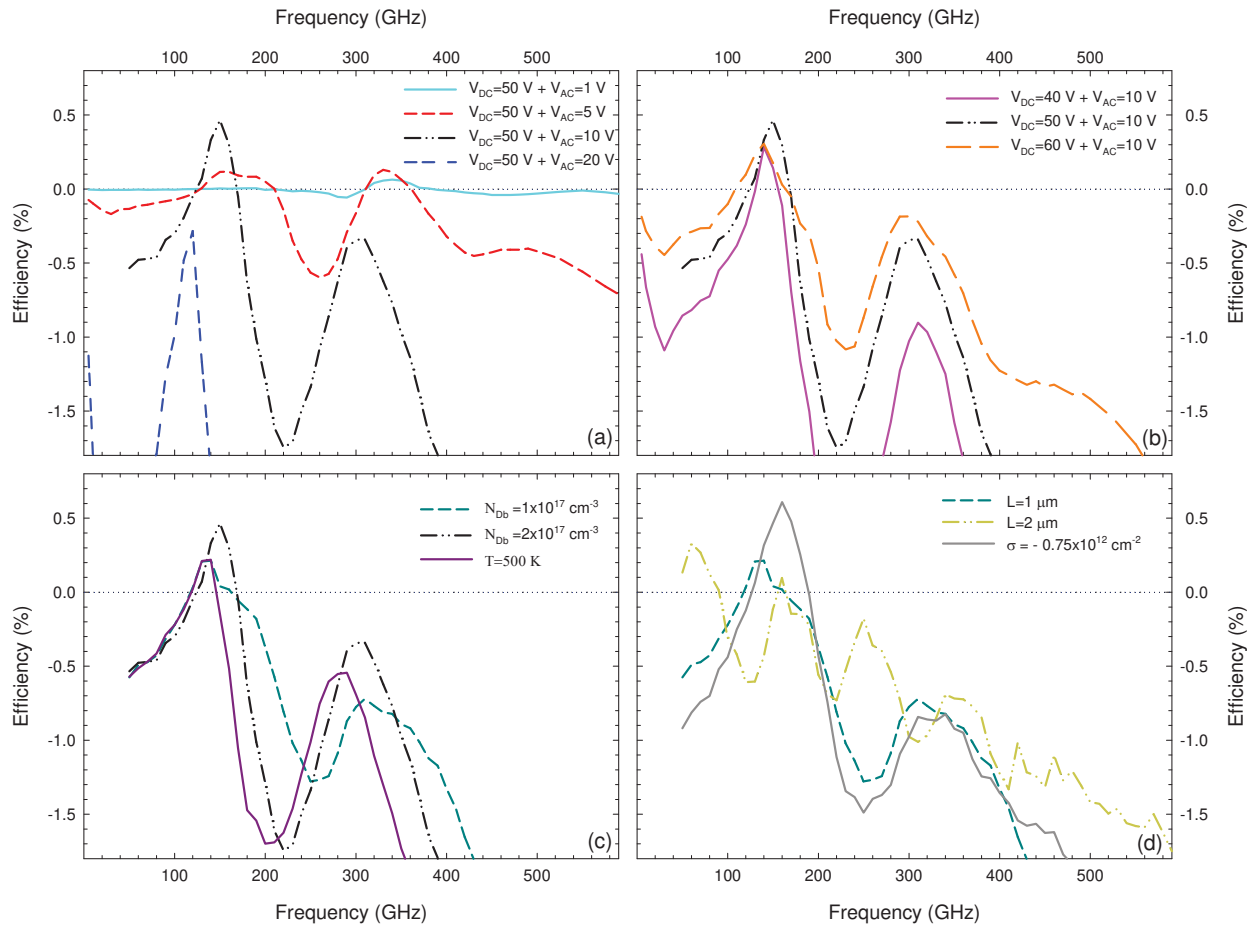 Frequency (GHz)
Frequency (GHz)
100 200 300 400 500
100 200 300 400 500
V_DC=50 V + V_AC=1 V
V_DC=50 V + V_AC=5 V
V_DC=50 V + V_AC=10 V
V_DC=50 V + V_AC=20 V
0.5
0.0
-0.5
-1.0
-1.5
Efficiency (%)
(a)
V_DC=40 V + V_AC=10 V
V_DC=50 V + V_AC=10 V
V_DC=60 V + V_AC=10 V
0.5
0.0
-0.5
-1.0
-1.5
Efficiency (%)
(b)
N_Db =1x10^17 cm^-3
N_Db =2x10^17 cm^-3
T=500 K
0.5
0.0
-0.5
-1.0
-1.5
Efficiency (%)
(c)
L=1 μm
L=2 μm
σ = - 0.75x10^12 cm^-2
0.5
0.0
-0.5
-1.0
-1.5
Efficiency (%)
(d)
100 200 300 400 500
100 200 300 400 500
Frequency (GHz)
Frequency (GHz)